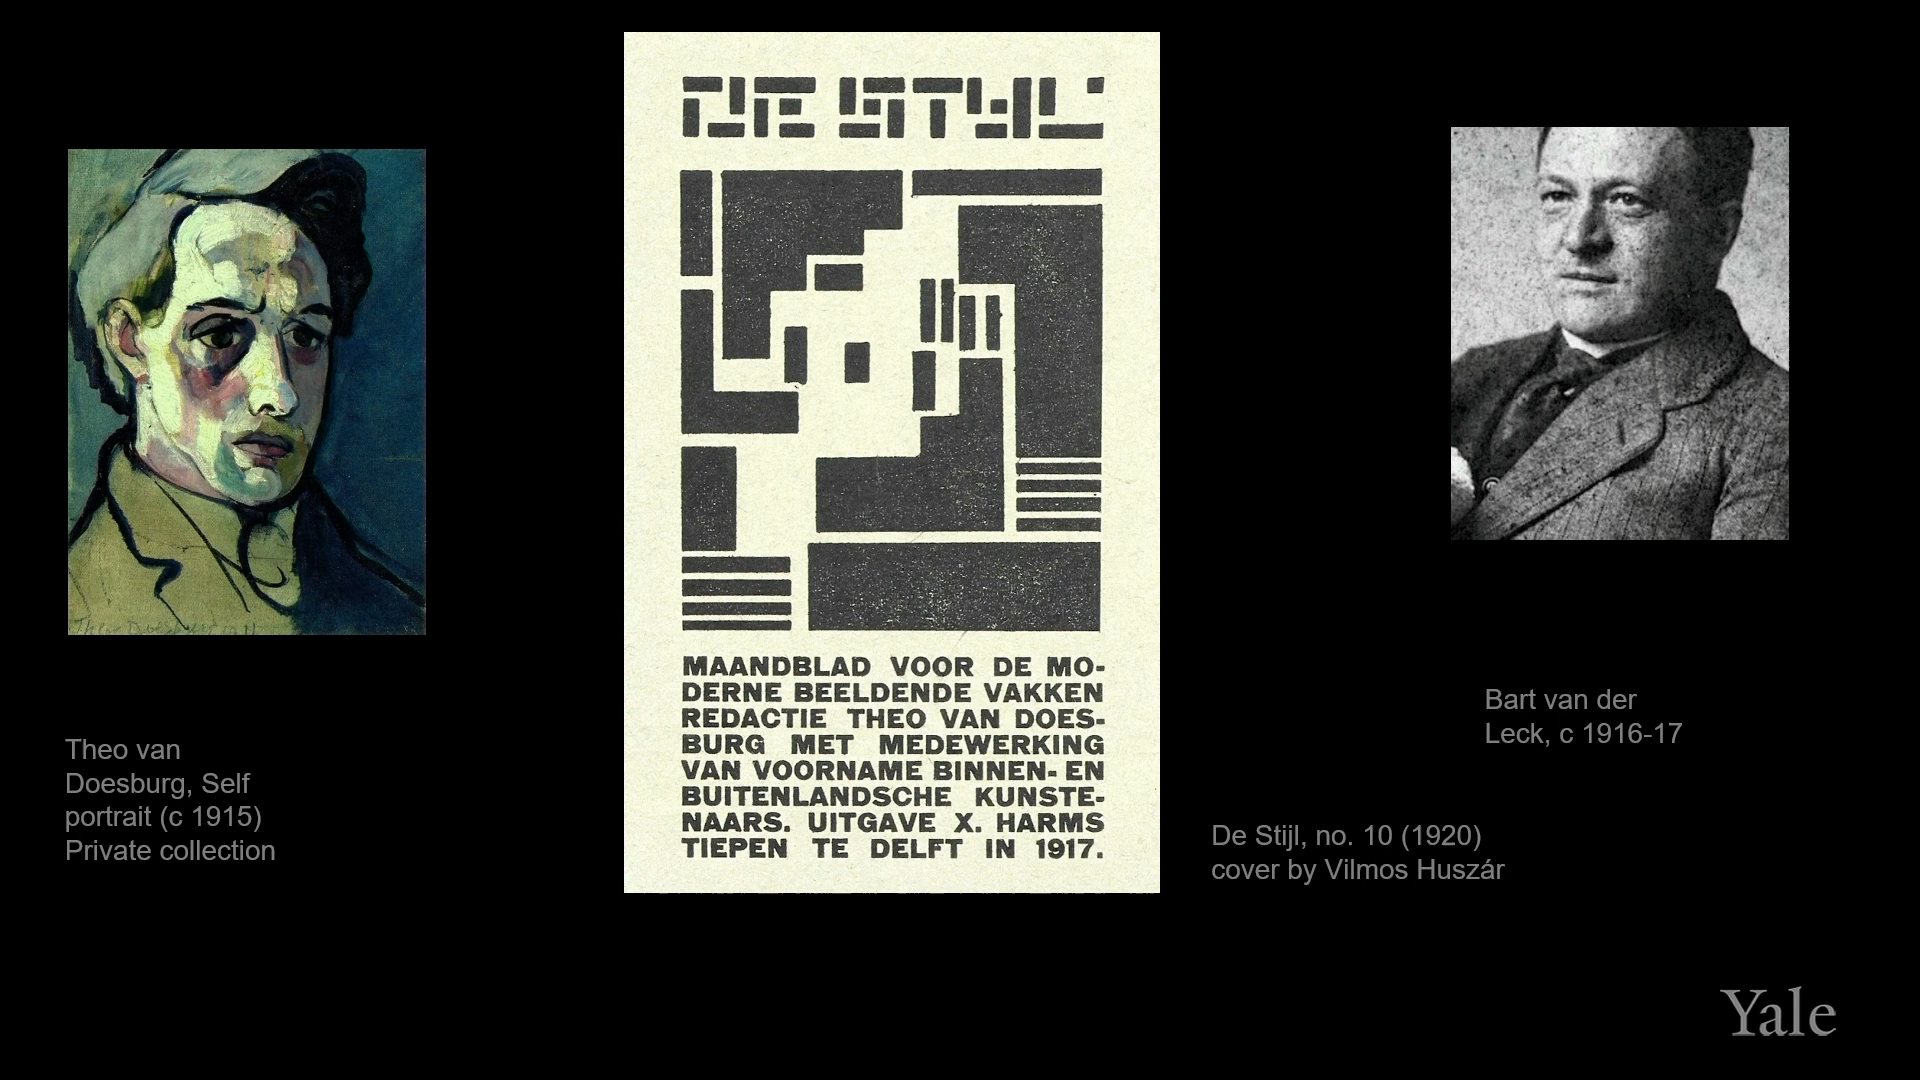 DE STIJL
MAANDBLAD VOOR DE MO-
DERNE BEELDENDE VAKKEN
REDACTIE THEO VAN DOES-
BURG MET MEDEWERKING
VAN VOORNAME BINNEN- EN
BUITENLANDSCHE KUNSTE-
NAARS. UITGAVE X. HARMS
TIEPEN TE DELFT IN 1917.
Theo van
Doesburg, Self
portrait (c 1915)
Private collection
Bart van der
Leck, c 1916-17
De Stijl, no. 10 (1920)
cover by Vilmos Huszár
Yale